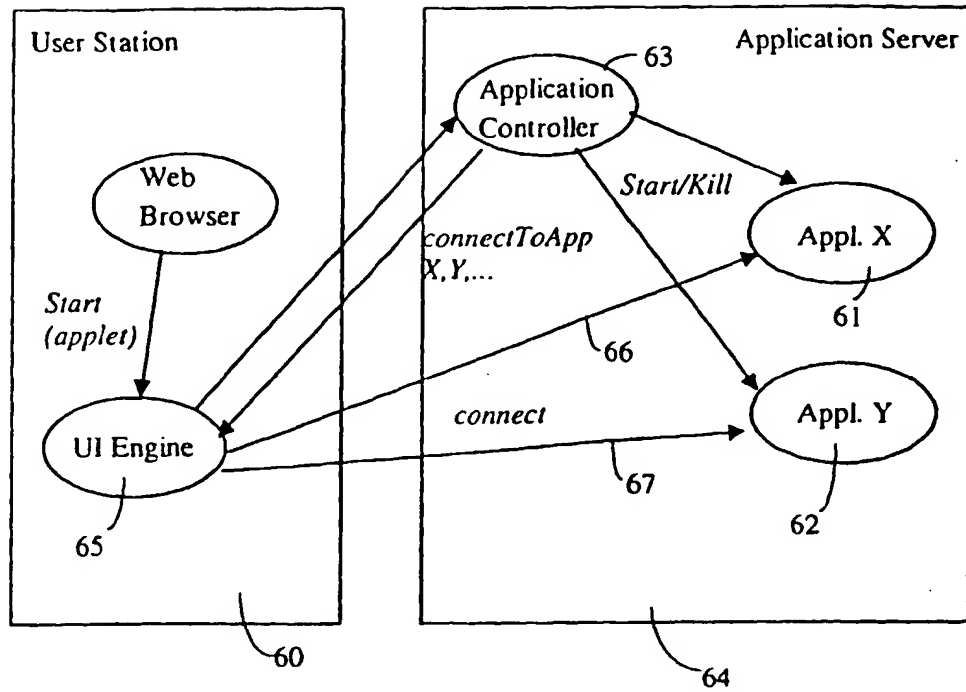 User Station
Application Server
63
Application
Controller
Web
Browser
Start/Kill
connectToApp
X,Y,...
Appl. X
Start
(applet)
61
66
Appl. Y
connect
UI Engine
67
62
65
60
64